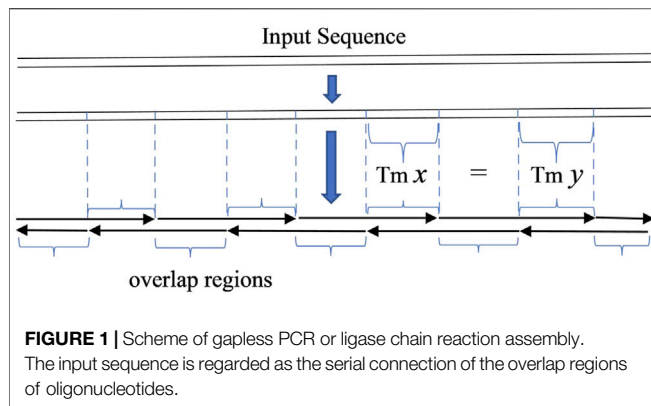 Input Sequence
Tm x = Tm y
overlap regions
FIGURE 1 | Scheme of gapless PCR or ligase chain reaction assembly.
The input sequence is regarded as the serial connection of the overlap regions
of oligonucleotides.